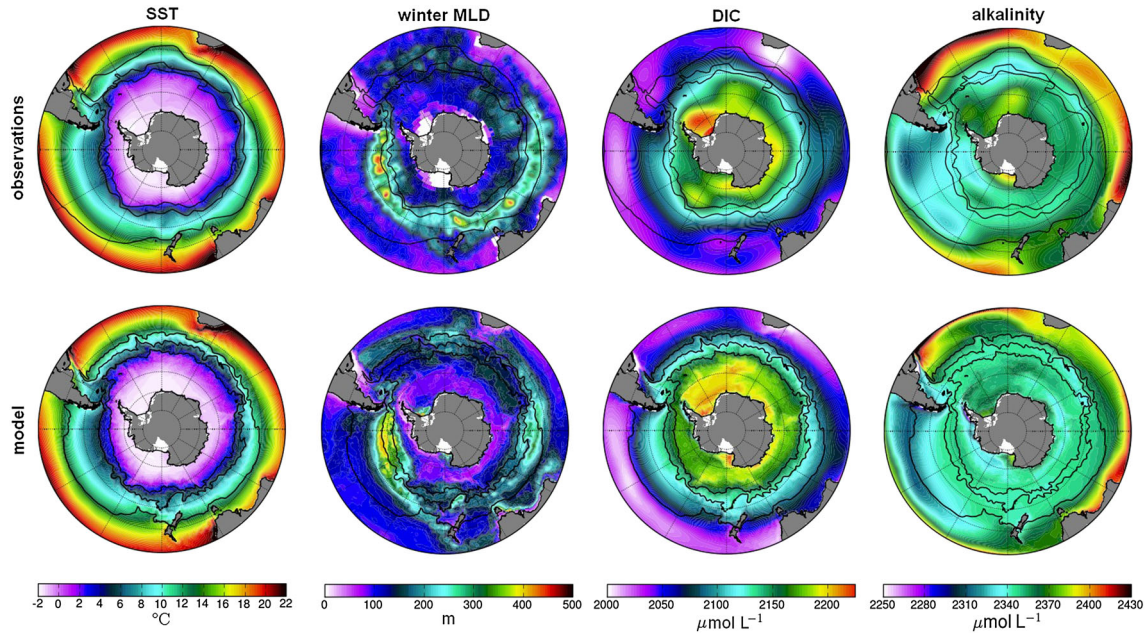 SST winter MLD DIC alkalinity
observations
model
-2 0 2 4 6 8 10 12 14 16 18 20 22
°C
0 100 200 300 400 500
m
2000 2050 2100 2150 2200
μmol L⁻¹
2250 2310 2340 2370 2400 2430
μmol L⁻¹